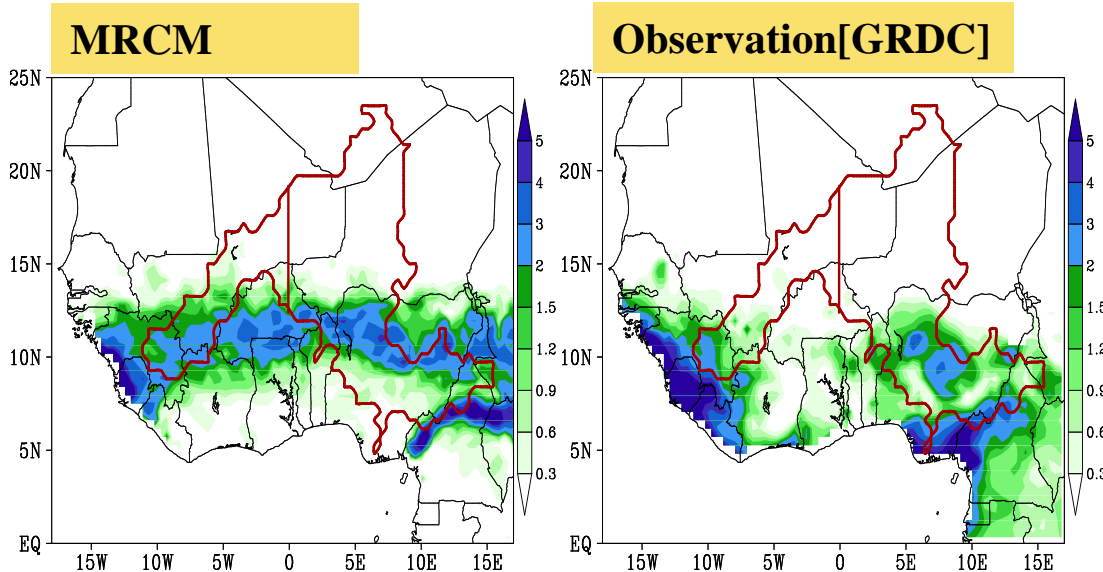 MRCM
Observation[GRDC]
25N
20N
15N
10N
5N
EQ
15W
10W
5W
0
5E
10E
15E
5
4
3
2
1.5
1.2
0.9
0.6
0.3
25N
20N
15N
10N
5N
EQ
15W
10W
5W
0
5E
10E
15E
5
4
3
2
1.5
1.2
0.9
0.6
0.3